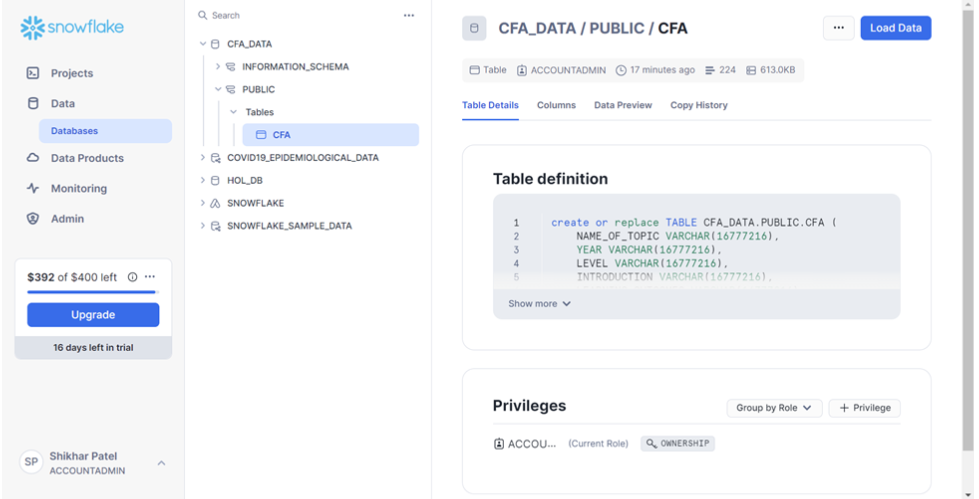 snowflake
Projects
Data
Databases
Data Products
Monitoring
Admin
$392 of $400 left
Upgrade
16 days left in trial
SP
Shikhar Patel
ACCOUNTADMIN
Search
CFA_DATA
INFORMATION_SCHEMA
PUBLIC
Tables
CFA
COVID19_EPIDEMIOLOGICAL_DATA
HOL_DB
SNOWFLAKE
SNOWFLAKE_SAMPLE_DATA
CFA_DATA / PUBLIC / CFA
Load Data
Table ACCOUNTADMIN 17 minutes ago 224 613.0KB
Table Details Columns Data Preview Copy History
Table definition
1 create or replace TABLE CFA_DATA.PUBLIC.CFA (
2 NAME_OF_TOPIC VARCHAR(16777216),
3 YEAR VARCHAR(16777216),
4 LEVEL VARCHAR(16777216),
5 INTRODUCTION VARCHAR(16777216),
Show more
Privileges
Group by Role
+ Privilege
ACCOU... (Current Role) OWNERSHIP